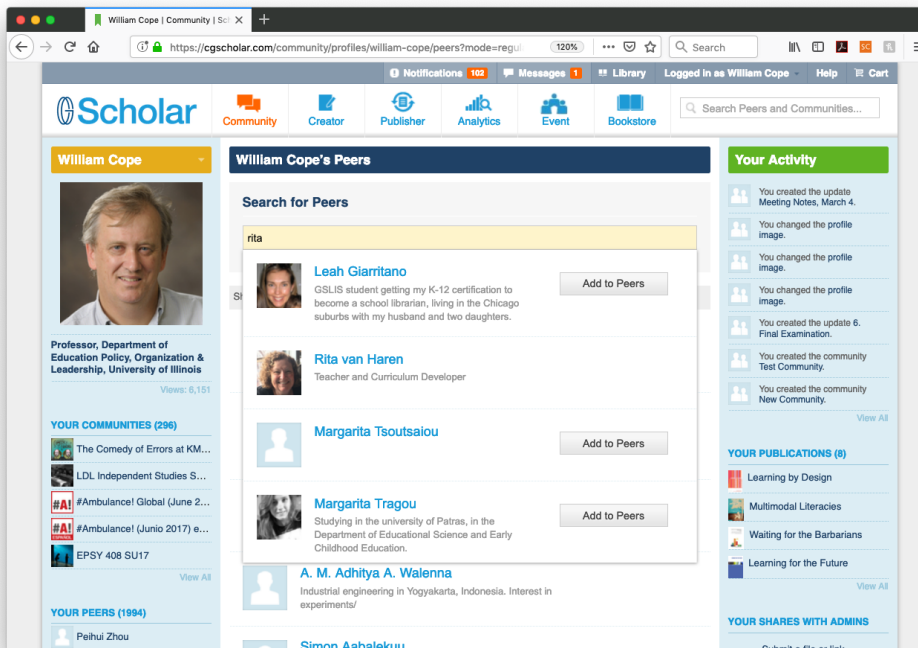 William Cope | Community | Sc
https://cgscholar.com/community/profiles/william-cope/peers?mode=regu
120%
Search
Notifications 102
Messages 1
Library
Logged in as William Cope
Help
Cart
Scholar
Community
Creator
Publisher
Analytics
Event
Bookstore
Search Peers and Communities...
William Cope
Professor, Department of
Education Policy, Organization &
Leadership, University of Illinois
Views: 6,151
YOUR COMMUNITIES (296)
The Comedy of Errors at KM...
LDL Independent Studies S...
#A! #Ambulance! Global (June 2...
#A! #Ambulance! (Junio 2017) e...
EPSY 408 SU17
View All
YOUR PEERS (1994)
Peihui Zhou
William Cope's Peers
Search for Peers
rita
Sh
Leah Giarritano
GSLIS student getting my K-12 certification to
become a school librarian, living in the Chicago
suburbs with my husband and two daughters.
Add to Peers
Rita van Haren
Teacher and Curriculum Developer
Margarita Tsoutsaiou
Add to Peers
Margarita Tragou
Studying in the university of Patras, in the
Department of Educational Science and Early
Childhood Education.
Add to Peers
A. M. Adhitya A. Walenna
Industrial engineering in Yogyakarta, Indonesia. Interest in
experiments/
Simon Aabalekuu
Your Activity
You created the update
Meeting Notes, March 4.
You changed the profile
image.
You changed the profile
image.
You changed the profile
image.
You created the update 6.
Final Examination.
You created the community
Test Community.
You created the community
New Community.
View All
YOUR PUBLICATIONS (8)
Learning by Design
Multimodal Literacies
Waiting for the Barbarians
Learning for the Future
View All
YOUR SHARES WITH ADMINS
Submit a file or link